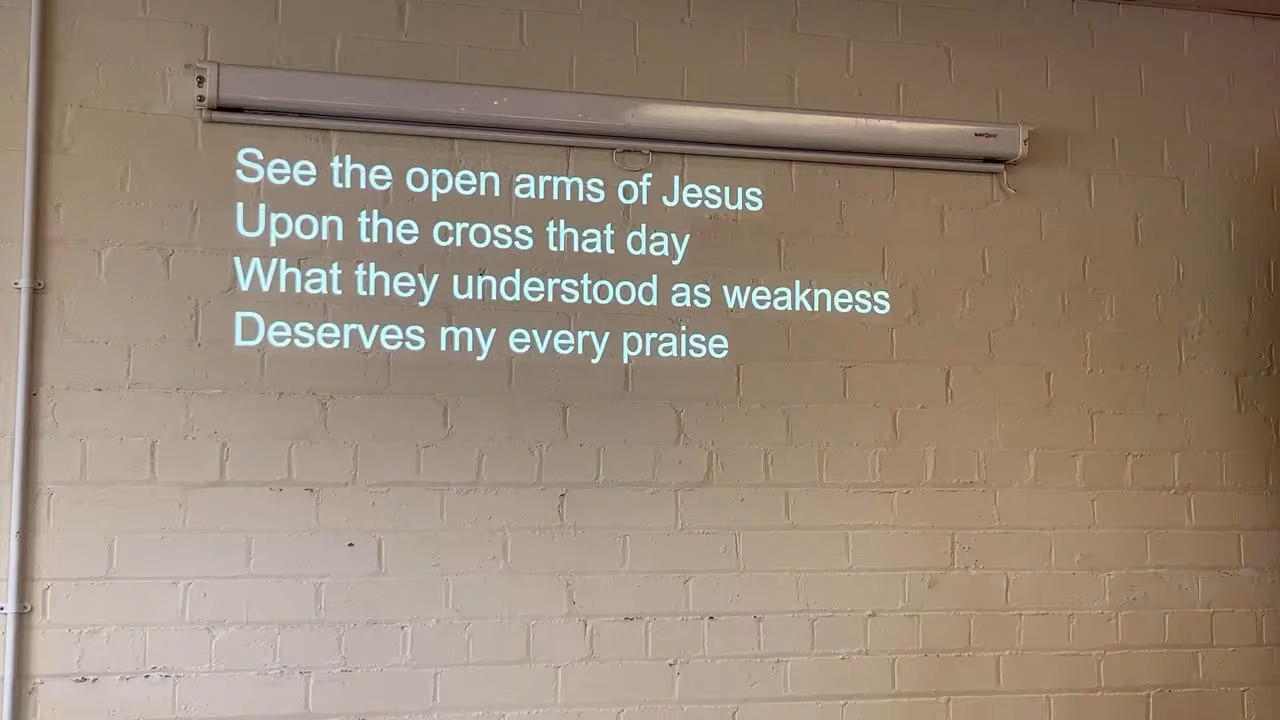 See the open arms of Jesus
Upon the cross that day
What they understood as weakness
Deserves my every praise